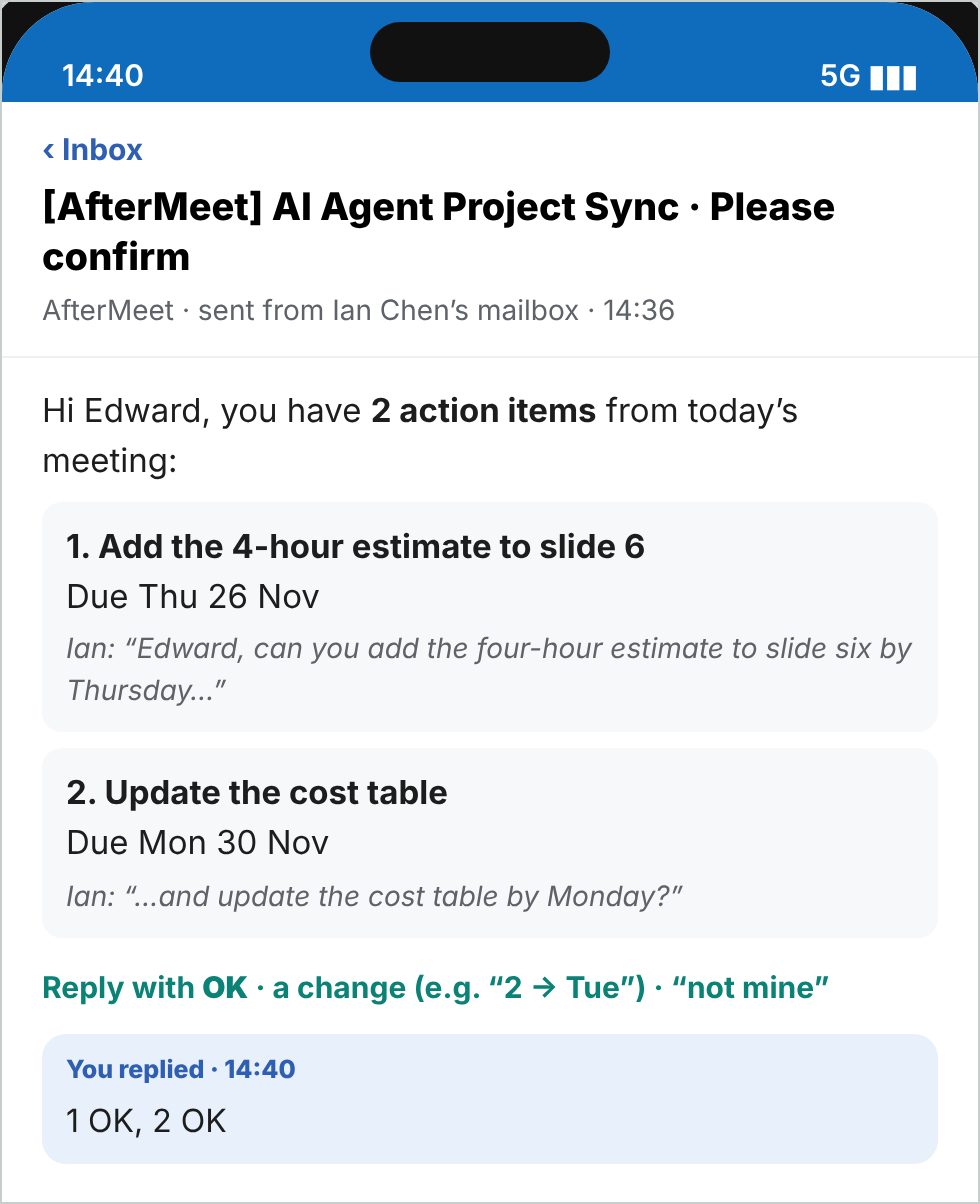 14:40
5G
‹ Inbox
[AfterMeet] AI Agent Project Sync · Please
confirm
AfterMeet · sent from Ian Chen’s mailbox · 14:36
Hi Edward, you have 2 action items from today’s
meeting:
1. Add the 4-hour estimate to slide 6
Due Thu 26 Nov
Ian: “Edward, can you add the four-hour estimate to slide six by
Thursday…”
2. Update the cost table
Due Mon 30 Nov
Ian: “…and update the cost table by Monday?”
Reply with OK · a change (e.g. “2 → Tue”) · “not mine”
You replied · 14:40
1 OK, 2 OK